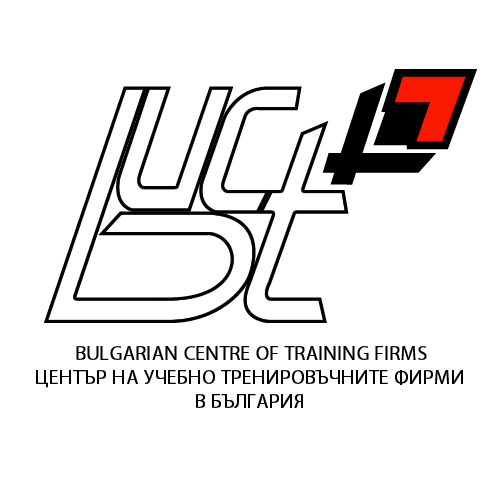 BULGARIAN CENTRE OF TRAINING FIRMS
ЦЕНТЪР НА УЧЕБНО ТРЕНИРОВЪЧНИТЕ ФИРМИ
В БЪЛГАРИЯ